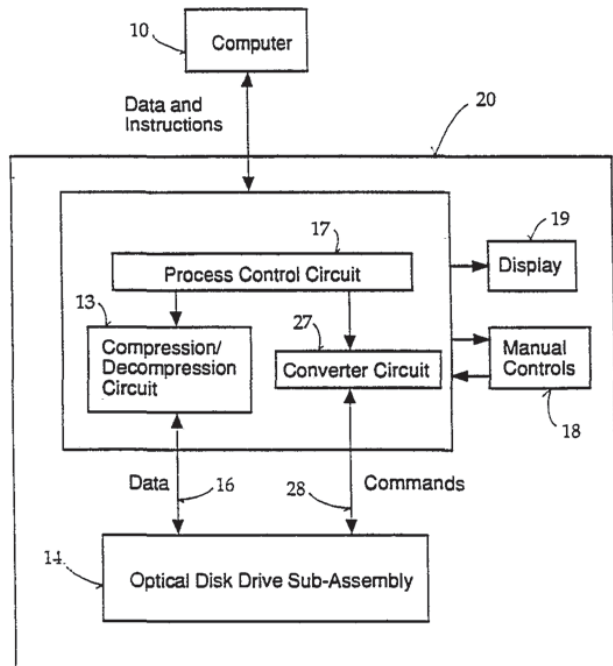 10
Computer
Data and
Instructions
20
17
Process Control Circuit
19
Display
13
Compression/
Decompression
Circuit
27
Converter Circuit
Manual
Controls
18
Data
16
28
Commands
14
Optical Disk Drive Sub-Assembly